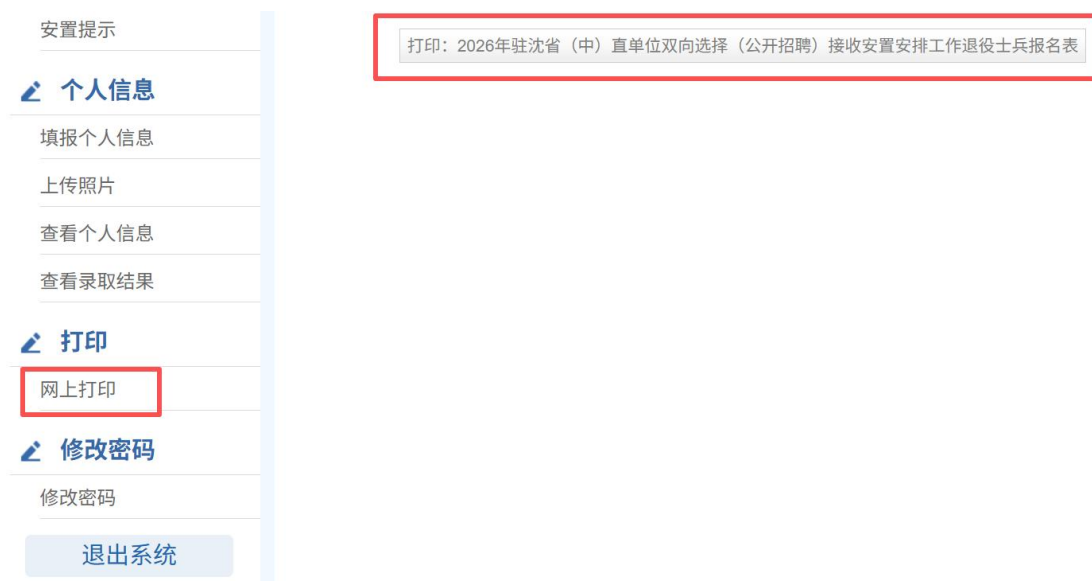 安置提示
打印：2026年驻沈省（中）直单位双向选择（公开招聘）接收安置安排工作退役士兵报名表
个人信息
填报个人信息
上传照片
查看个人信息
查看录取结果
打印
网上打印
修改密码
修改密码
退出系统